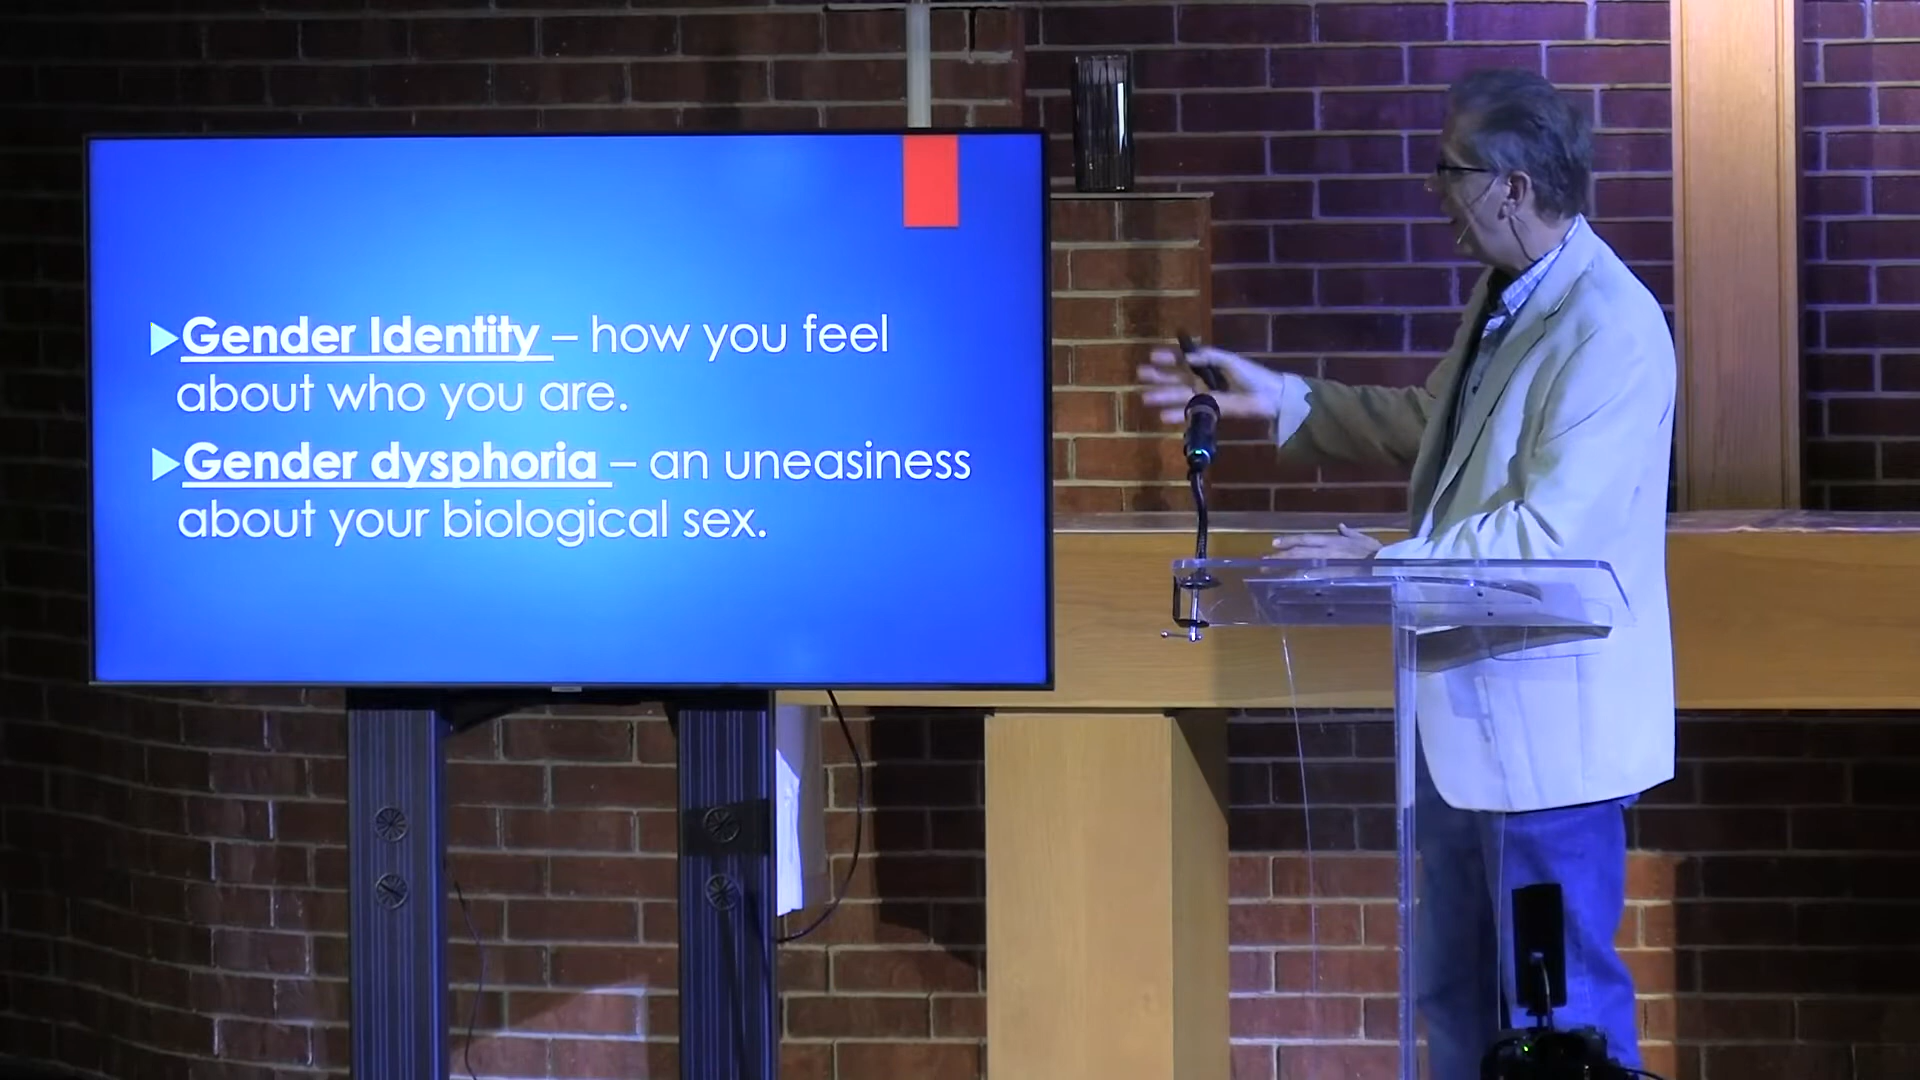 Gender Identity – how you feel
about who you are.
Gender dysphoria – an uneasiness
about your biological sex.